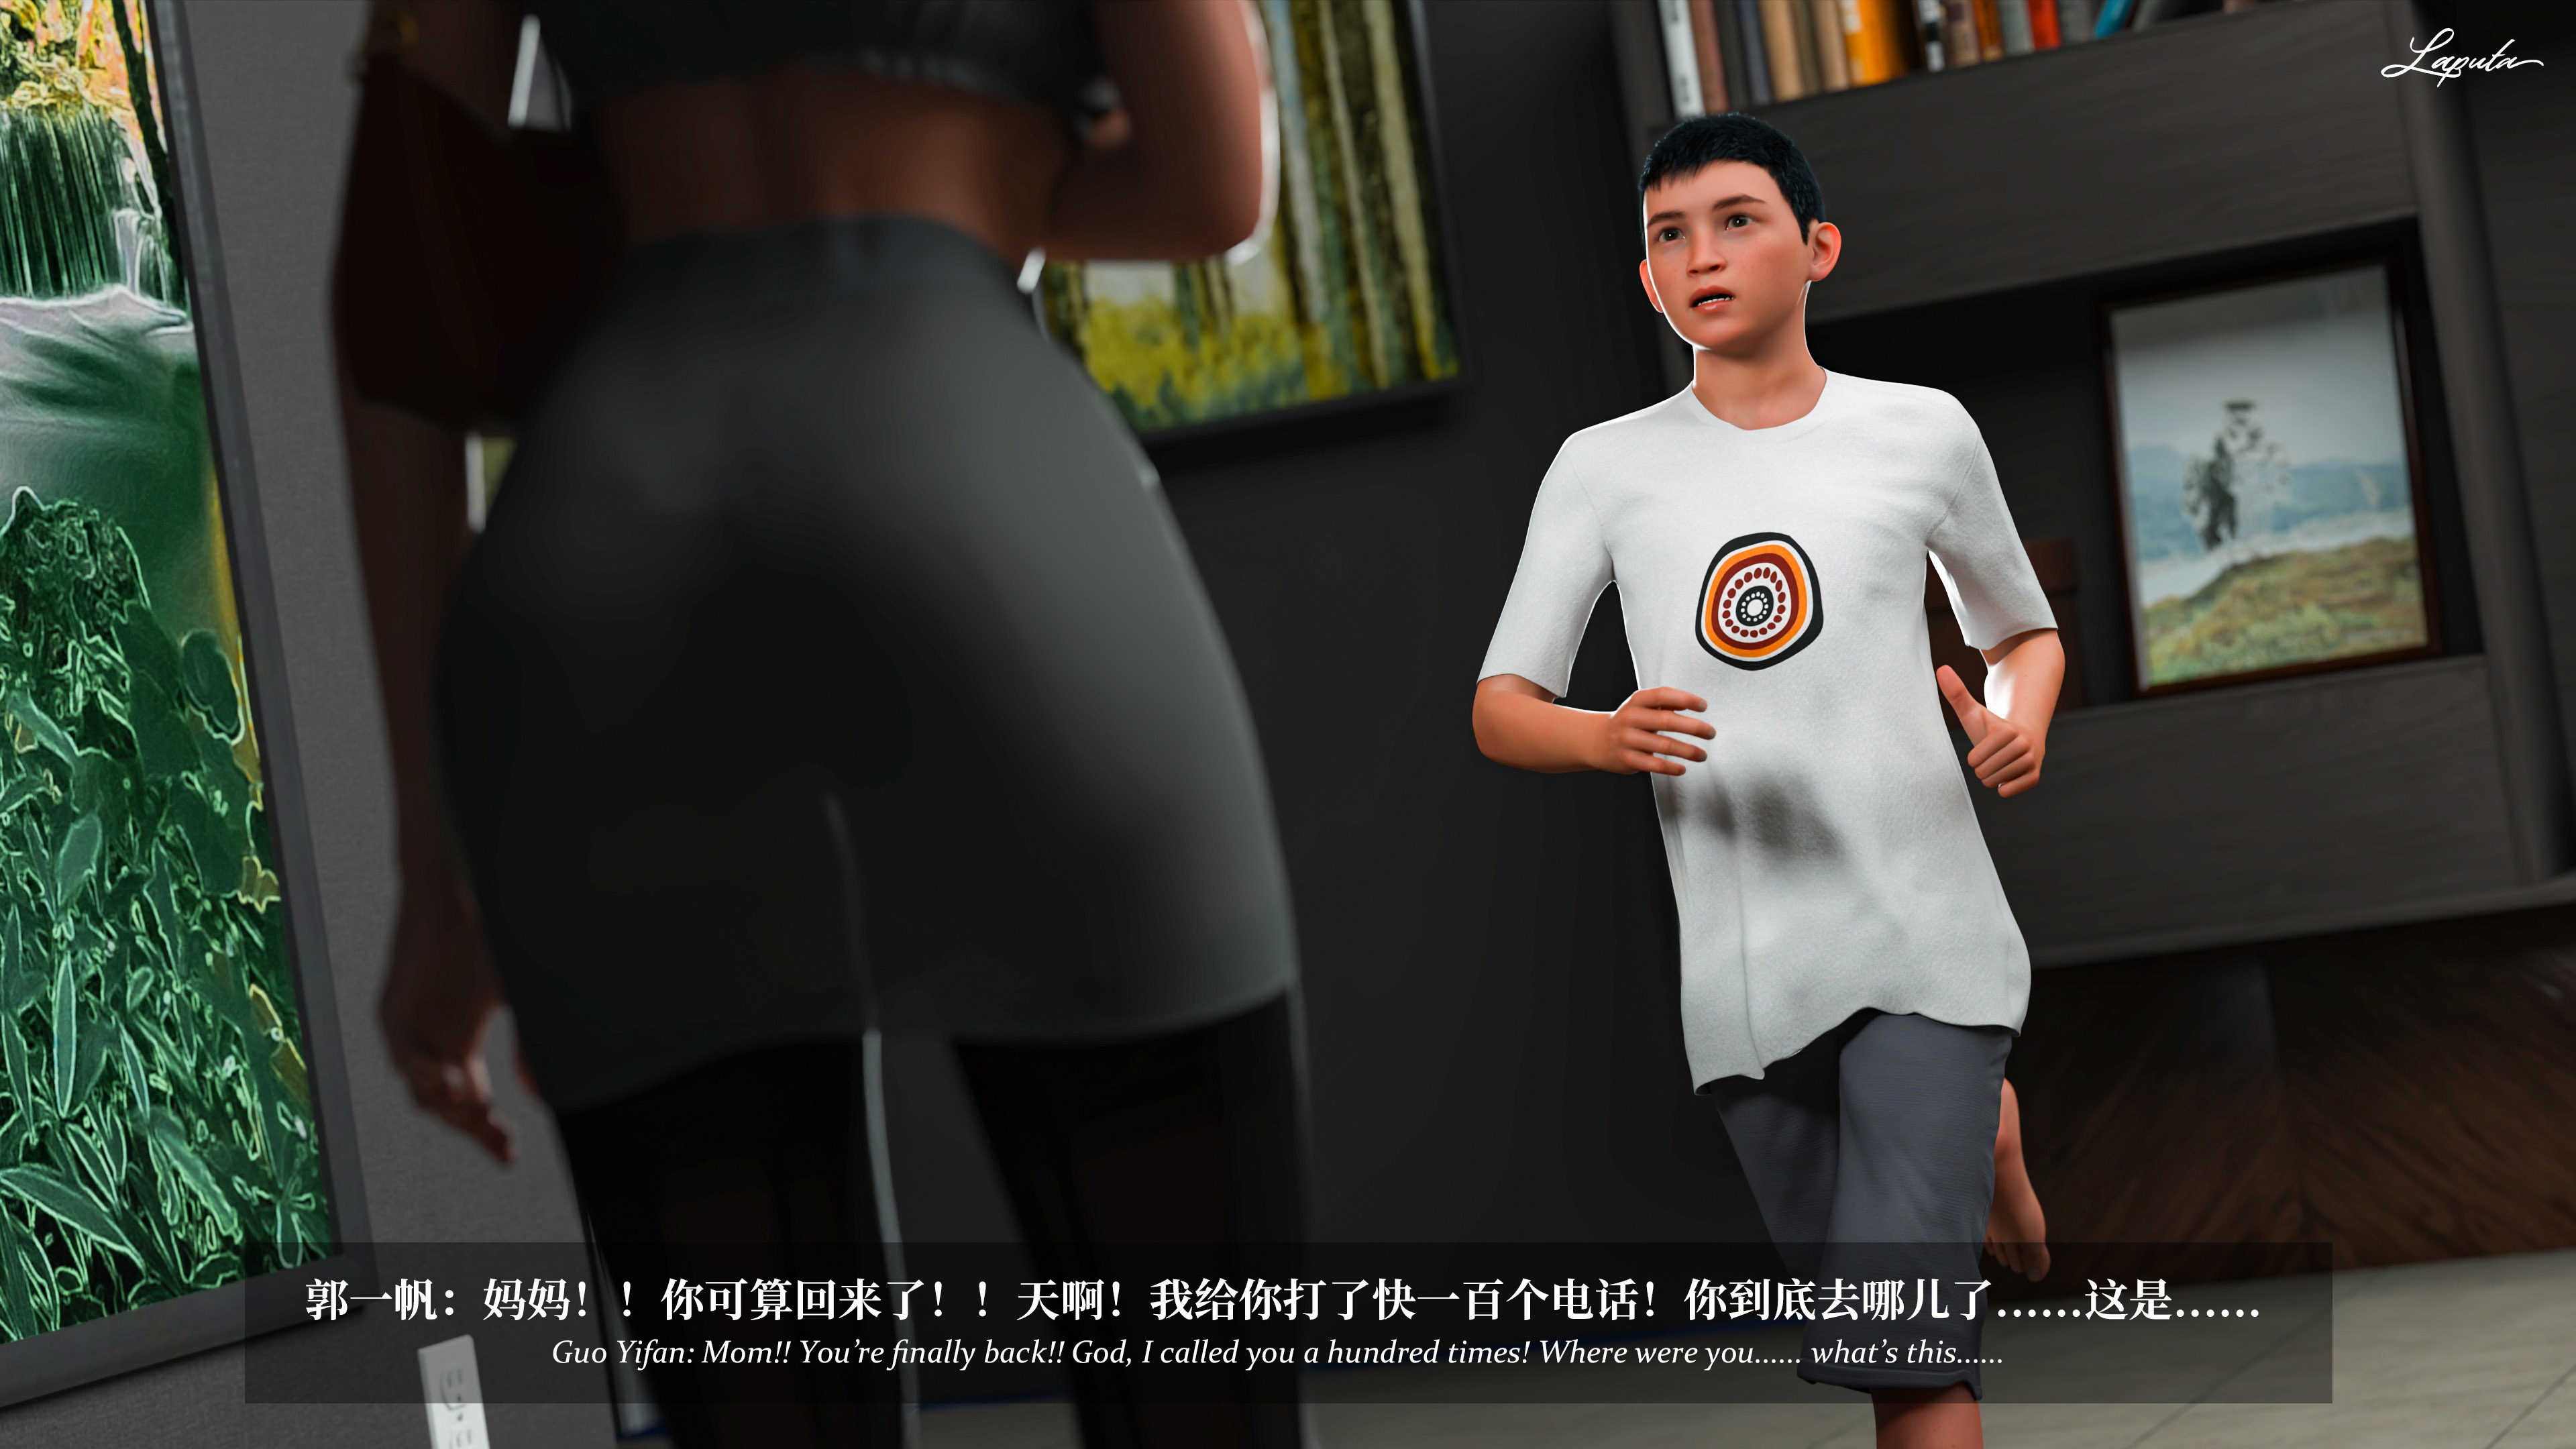 Laputa
郭一帆：妈妈！！你可算回来了！！天啊！我给你打了快一百个电话！你到底去哪儿了……这是……
Guo Yifan: Mom!! You’re finally back!! God, I called you a hundred times! Where were you…… what’s this……